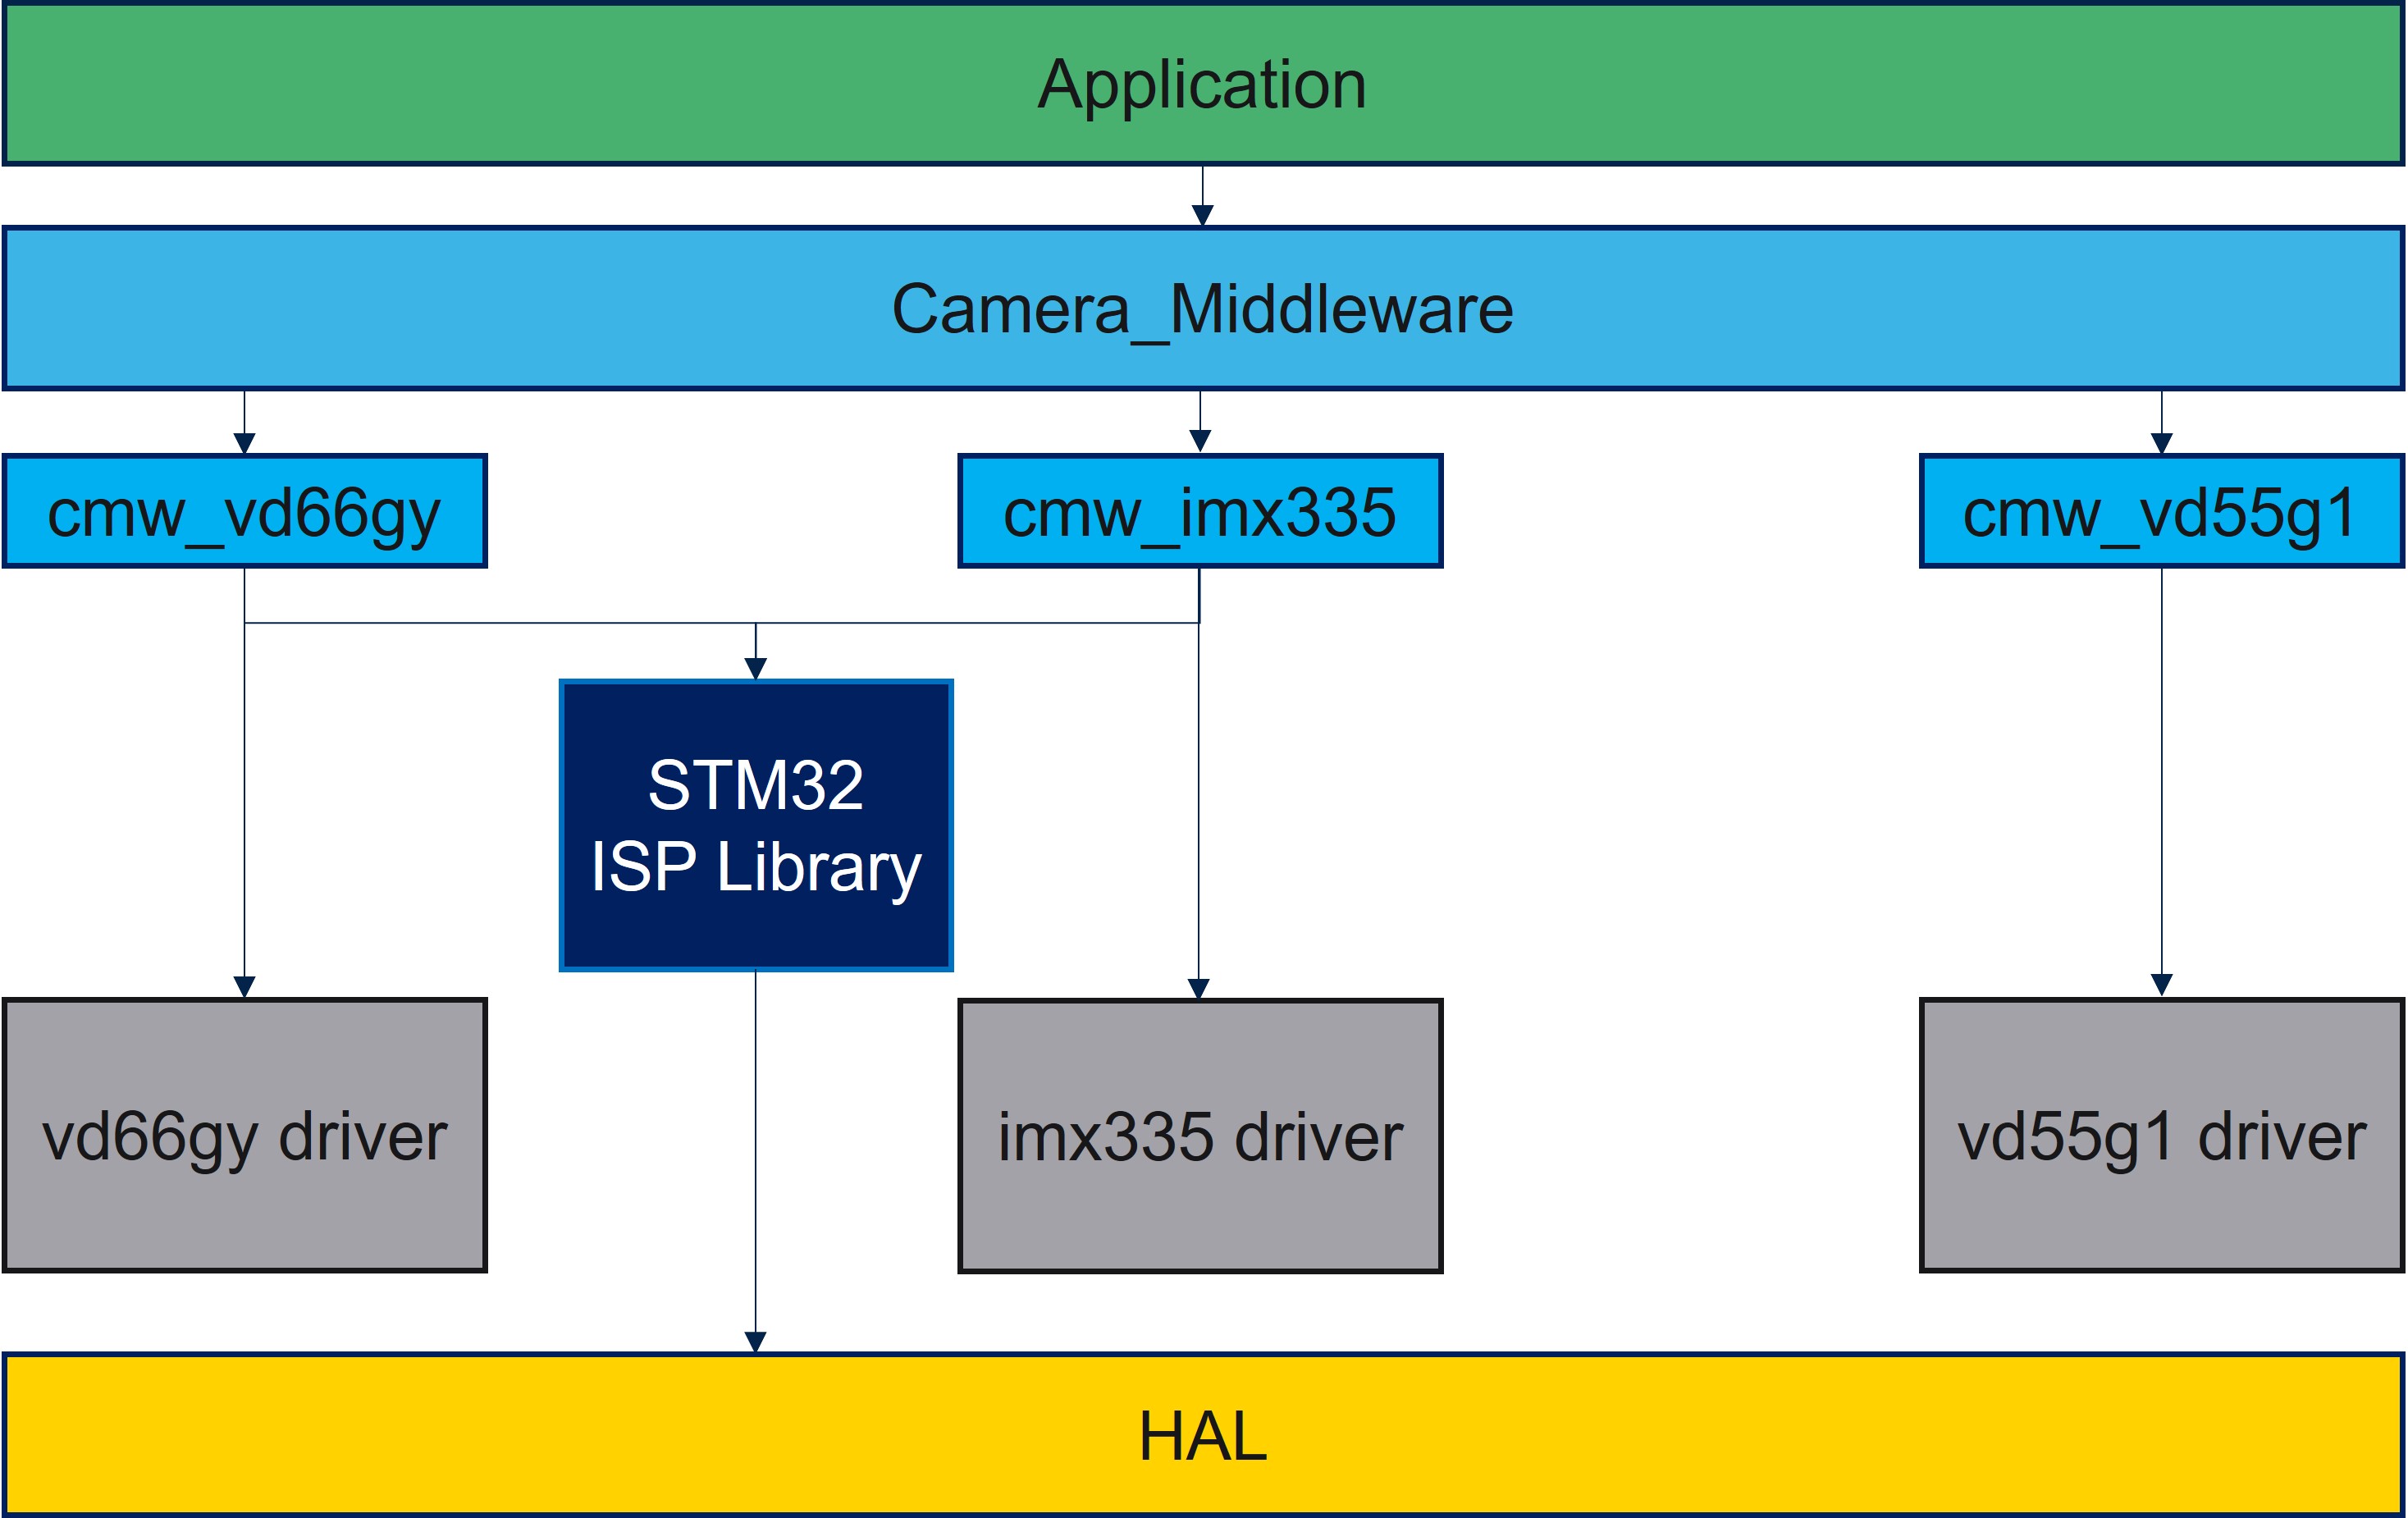 Application
Camera_Middleware
cmw_vd66gy
cmw_imx335
cmw_vd55g1
STM32
ISP Library
vd66gy driver
imx335 driver
vd55g1 driver
HAL